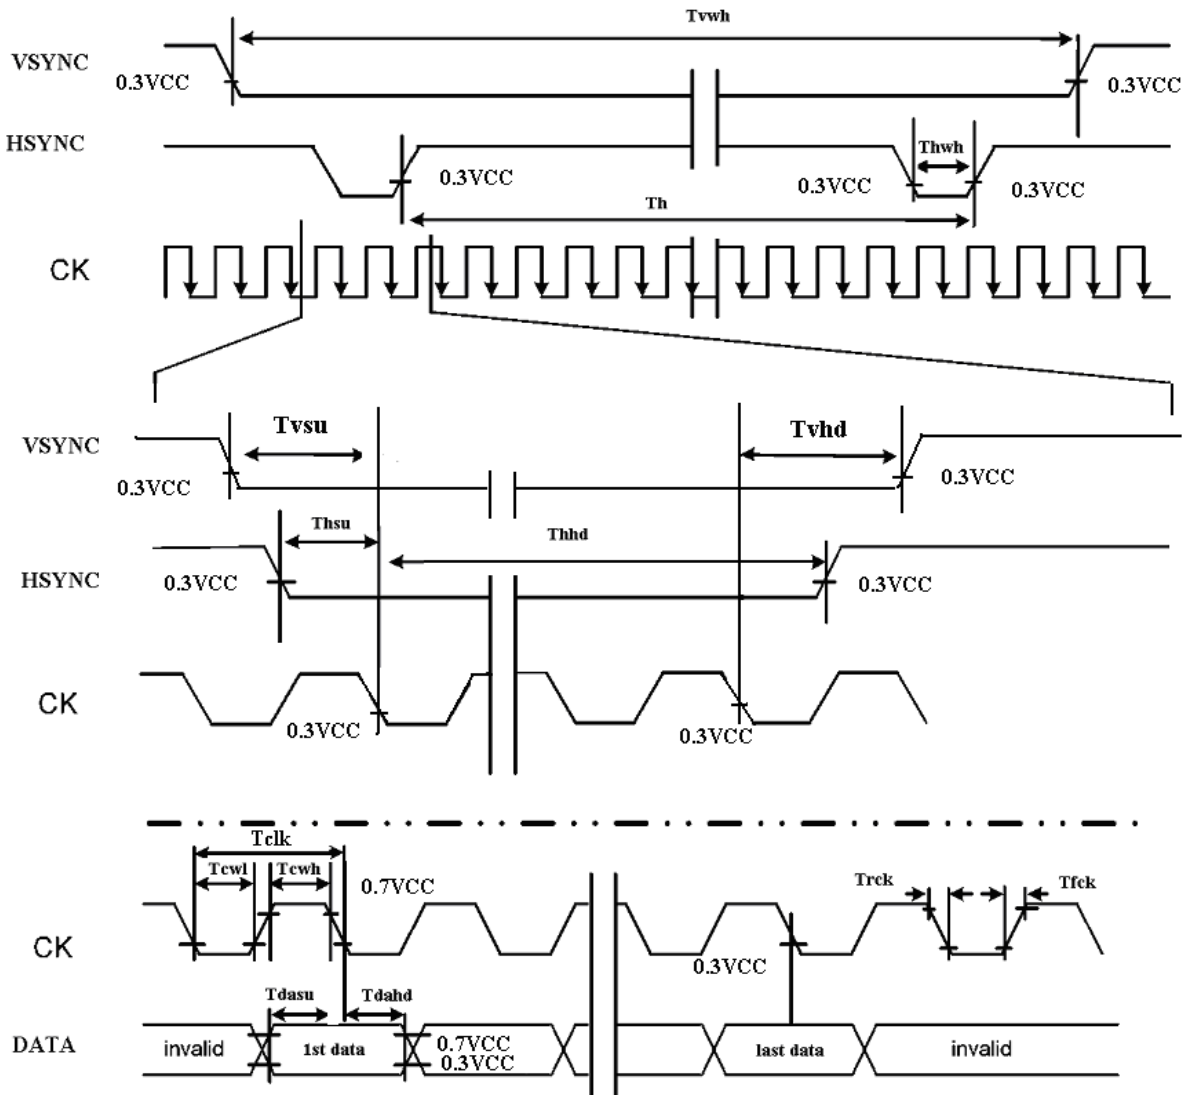 Tvwh
VSYNC
0.3VCC
0.3VCC
HSYNC
Thwh
0.3VCC
0.3VCC
0.3VCC
Th
CK
Tvsu
Tvhd
VSYNC
0.3VCC
0.3VCC
Thsu
Thhd
HSYNC
0.3VCC
0.3VCC
CK
0.3VCC
0.3VCC
Tclk
Tcwl
Tcwh
0.7VCC
Trck
Tfck
CK
0.3VCC
Tdasu
Tdahd
DATA
invalid
1st data
0.7VCC
0.3VCC
last data
invalid